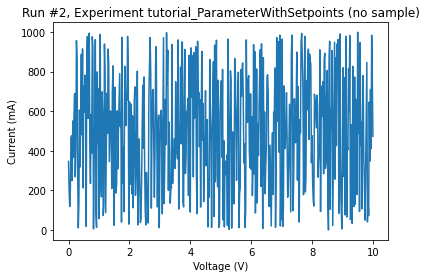 Run #2, Experiment tutorial_ParameterWithSetpoints (no sample)
1000
800
600
400
200
0
Current (mA)
0 2 4 6 8 10
Voltage (V)